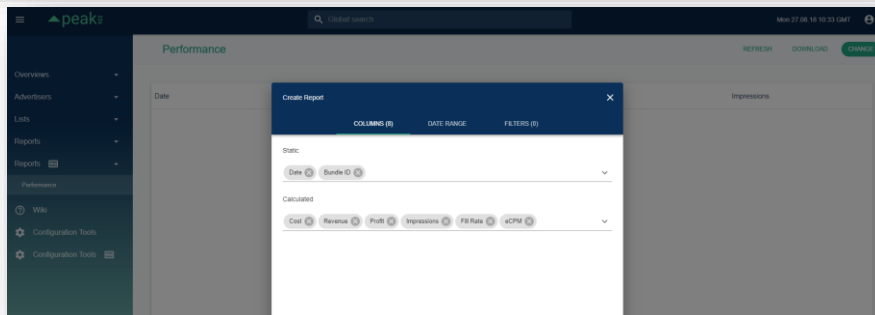 peak
Global search
Mon 27.08.18 10:33 GMT
Performance
REFRESH
DOWNLOAD
CHANGE
Overviews
Advertisers
Lists
Reports
Reports
Performance
Wiki
Configuration Tools
Configuration Tools
Date
Impressions
Create Report
COLUMNS (8)
DATE RANGE
FILTERS (0)
Static
Date Bundle ID
Calculated
Cost Revenue Profit Impressions Fill Rate eCPM